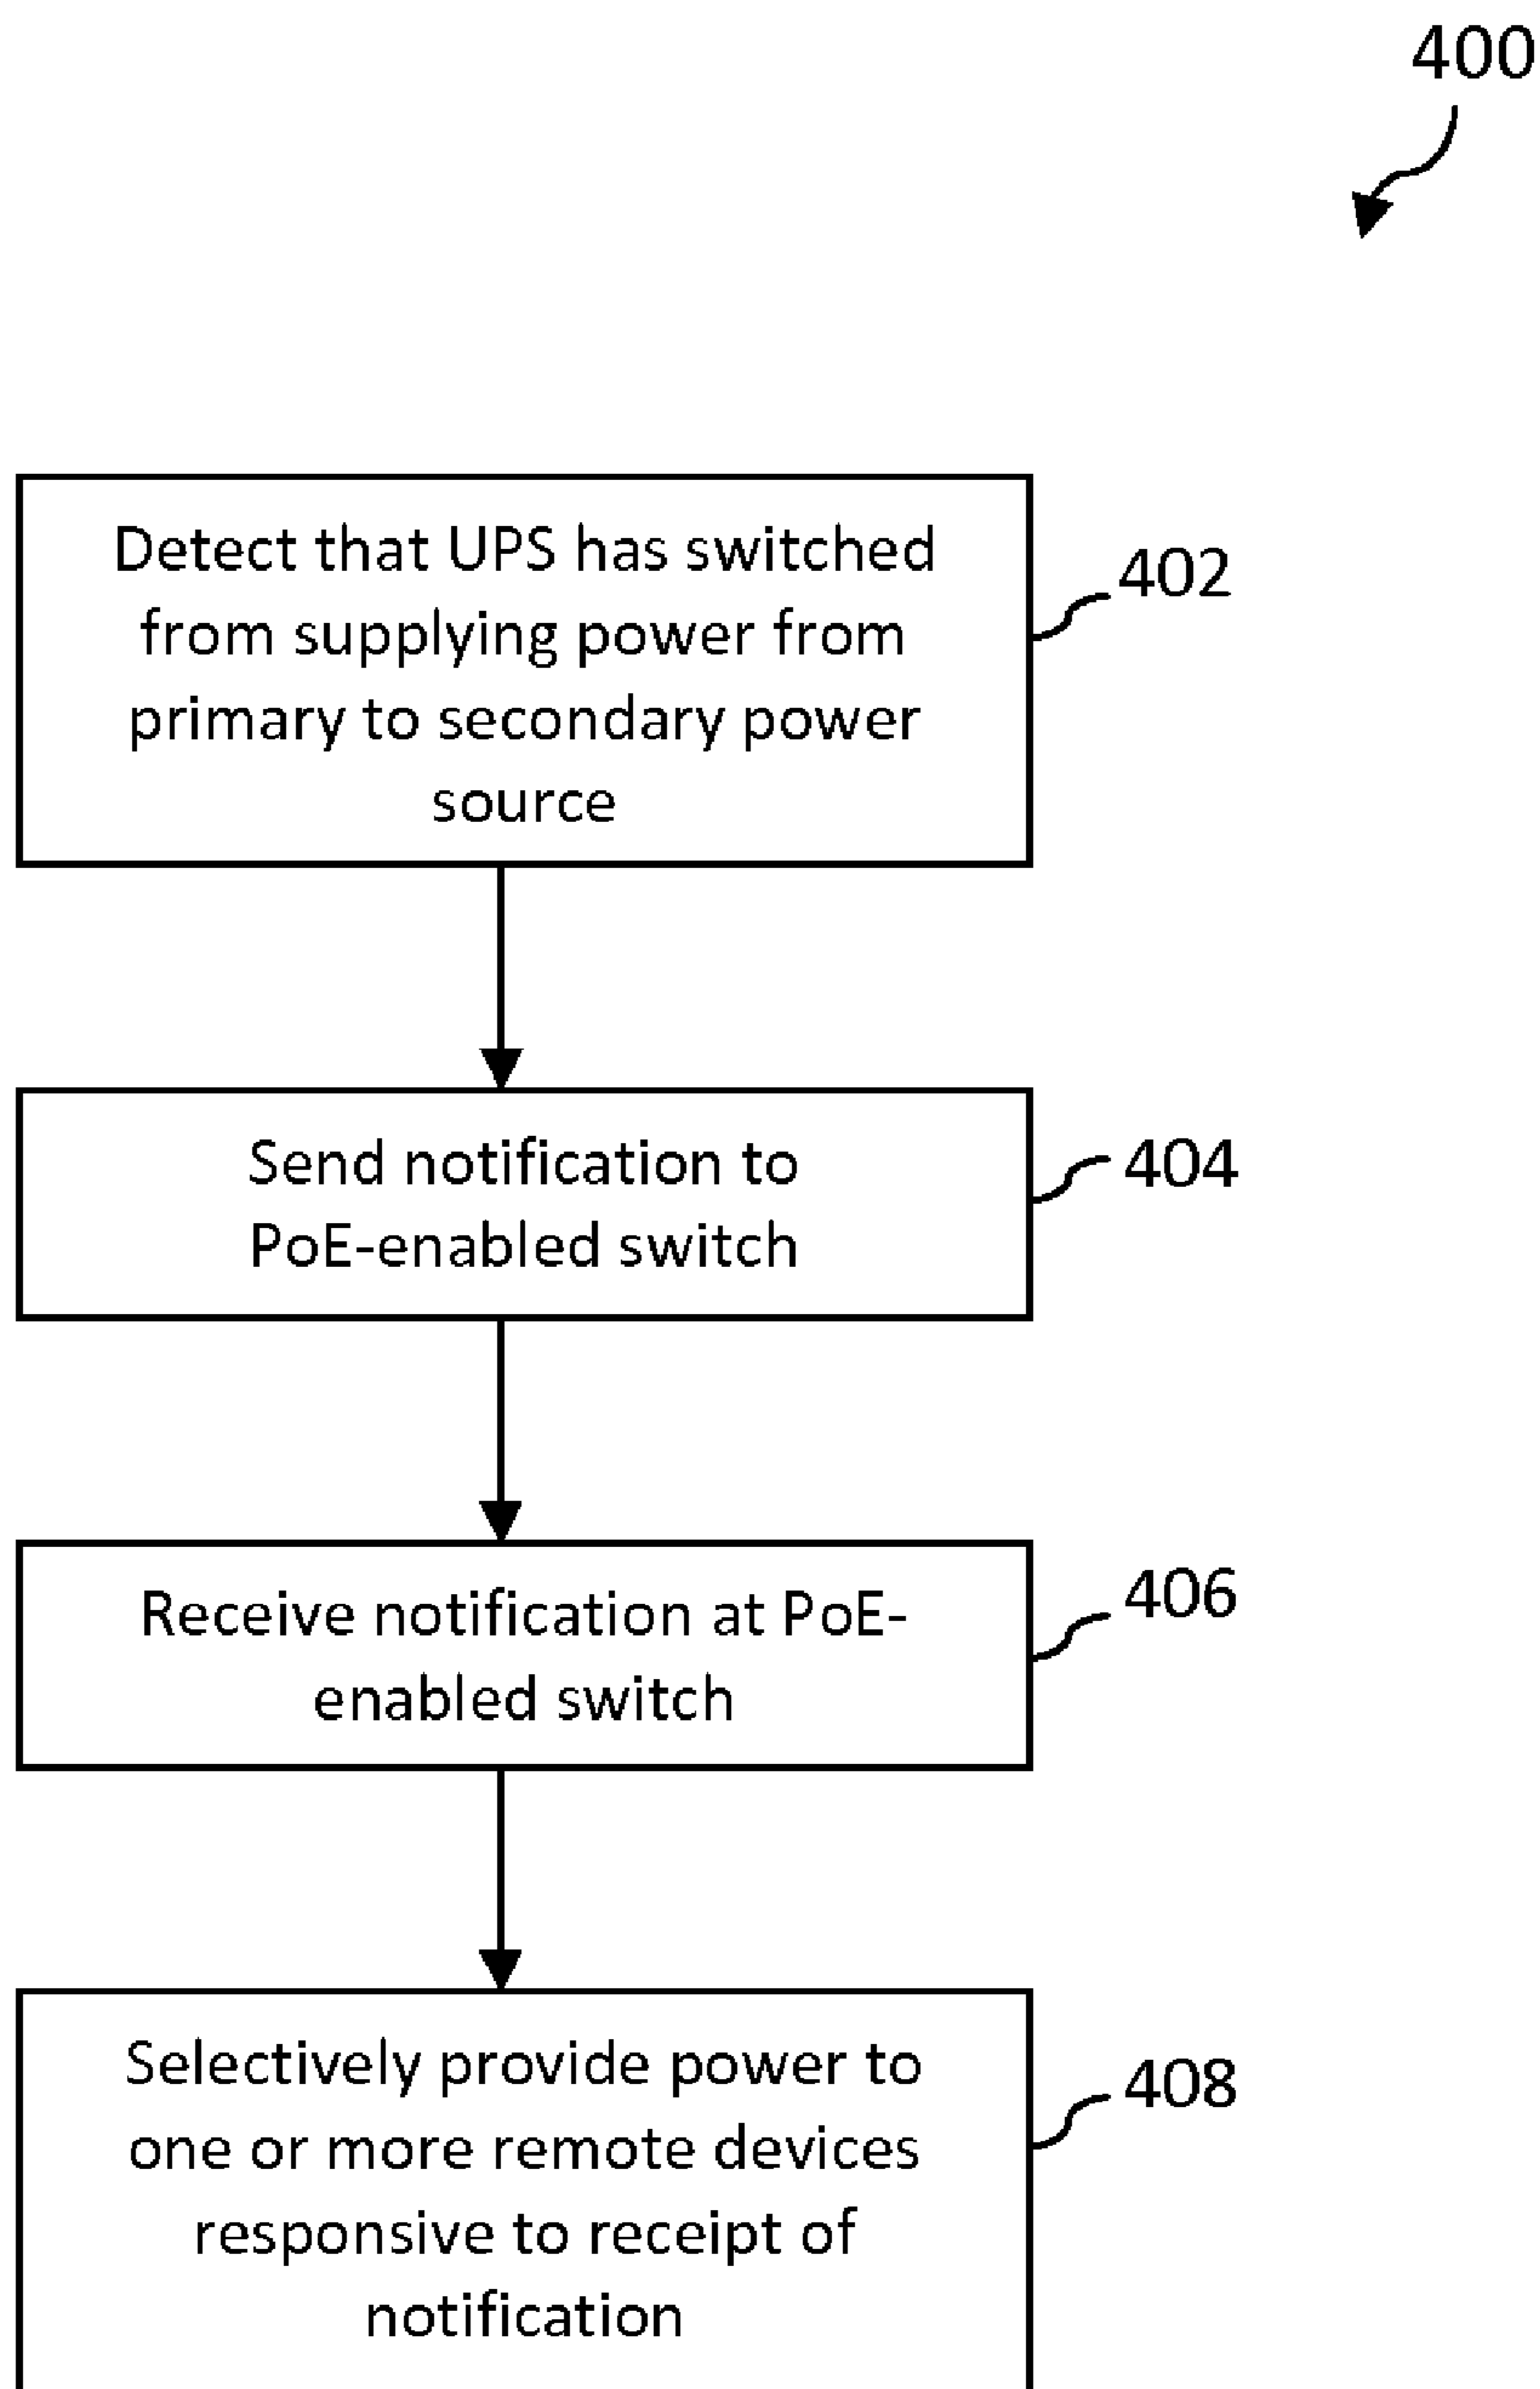 400
Detect that UPS has switched
from supplying power from
primary to secondary power
source
402
Send notification to
PoE-enabled switch
404
Receive notification at PoE-
enabled switch
406
Selectively provide power to
one or more remote devices
responsive to receipt of
notification
408